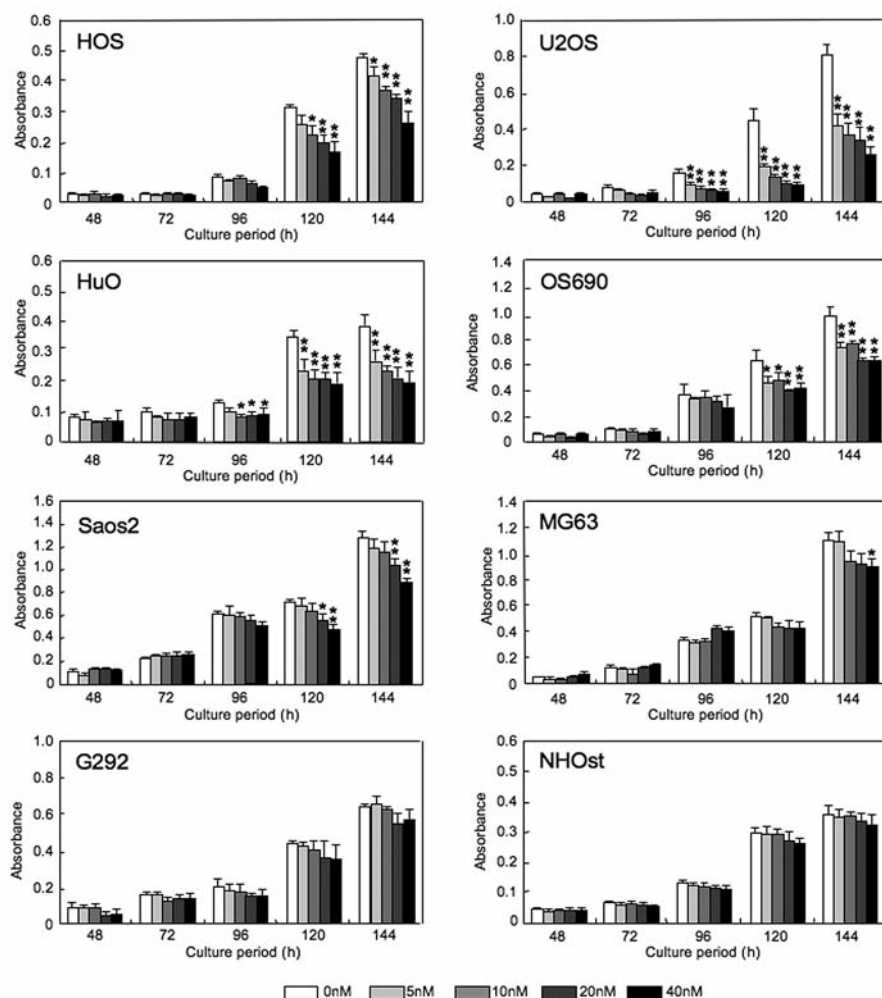 HOS
Absorbance
0.6
0.5
0.4
0.3
0.2
0.1
0
* ** ** **
* ** **
48 72 96 120 144
Culture period (h)
U2OS
Absorbance
1.0
0.8
0.6
0.4
0.2
0
** ** ** **
** ** ** **
** ** ** **
48 72 96 120 144
Culture period (h)
HuO
Absorbance
0.6
0.5
0.4
0.3
0.2
0.1
0
** ** ** **
** ** ** **
* * *
48 72 96 120 144
Culture period (h)
OS690
Absorbance
1.4
1.2
1.0
0.8
0.6
0.4
0.2
0
** ** ** **
* * ** **
48 72 96 120 144
Culture period (h)
Saos2
Absorbance
1.6
1.4
1.2
1.0
0.8
0.6
0.4
0.2
0
** **
* **
48 72 96 120 144
Culture period (h)
MG63
Absorbance
1.4
1.2
1.0
0.8
0.6
0.4
0.2
0
*
48 72 96 120 144
Culture period (h)
G292
Absorbance
1.0
0.8
0.6
0.4
0.2
0
48 72 96 120 144
Culture period (h)
NHOst
Absorbance
0.6
0.5
0.4
0.3
0.2
0.1
0
48 72 96 120 144
Culture period (h)
0nM 5nM 10nM 20nM 40nM